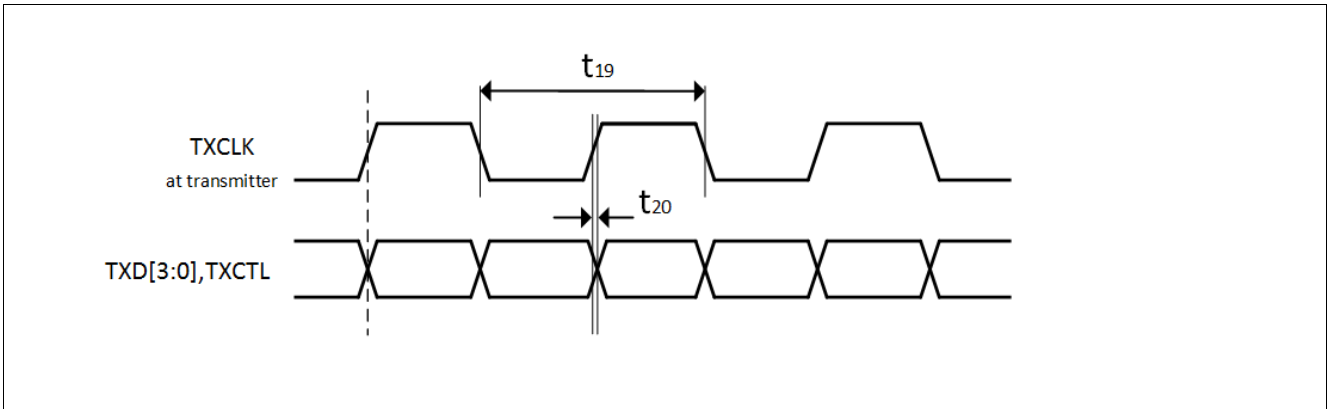 t19
TXCLK
at transmitter
t20
TXD[3:0],TXCTL